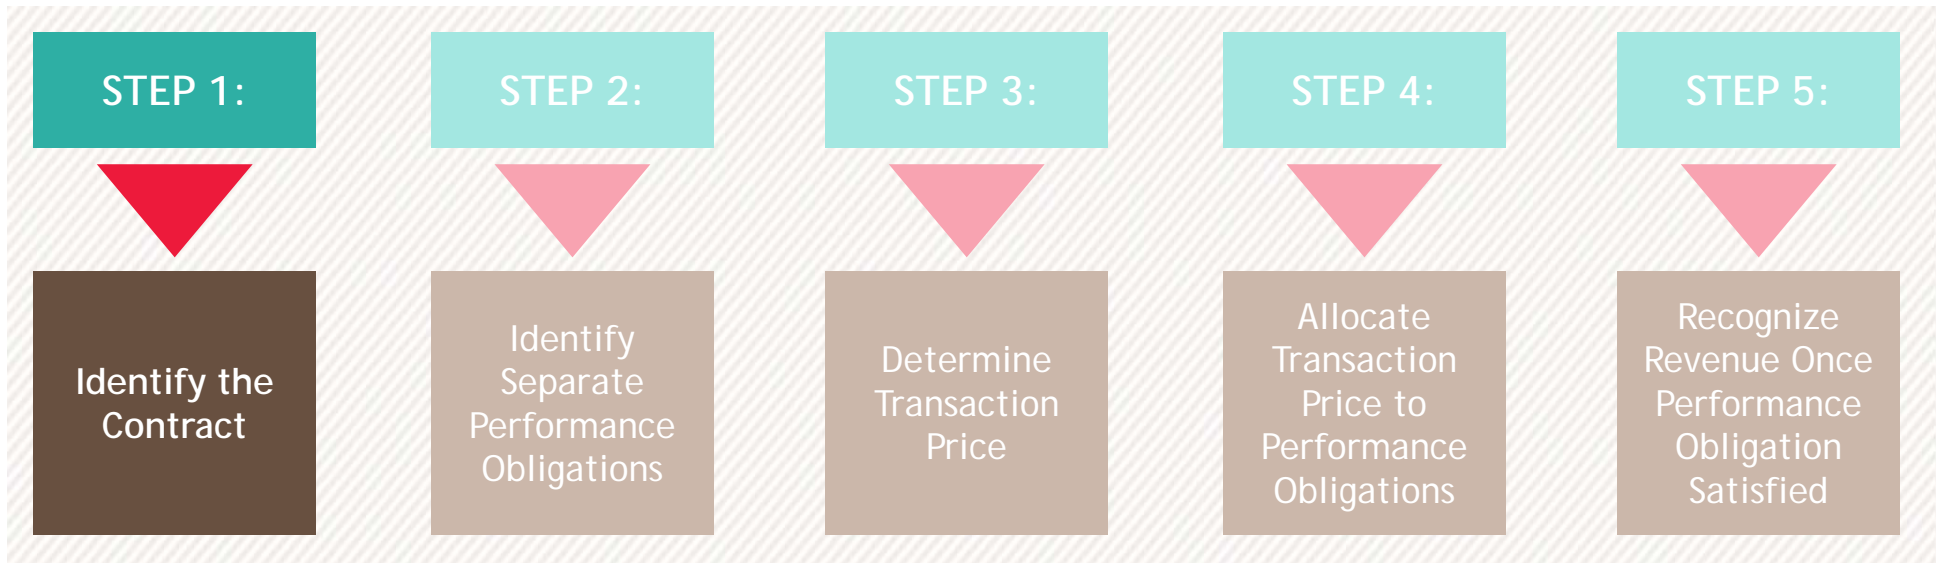 STEP 1:
Identify the
Contract
STEP 2:
Identify
Separate
Performance
Obligations
STEP 3:
Determine
Transaction
Price
STEP 4:
Allocate
Transaction
Price to
Performance
Obligations
STEP 5:
Recognize
Revenue Once
Performance
Obligation
Satisfied